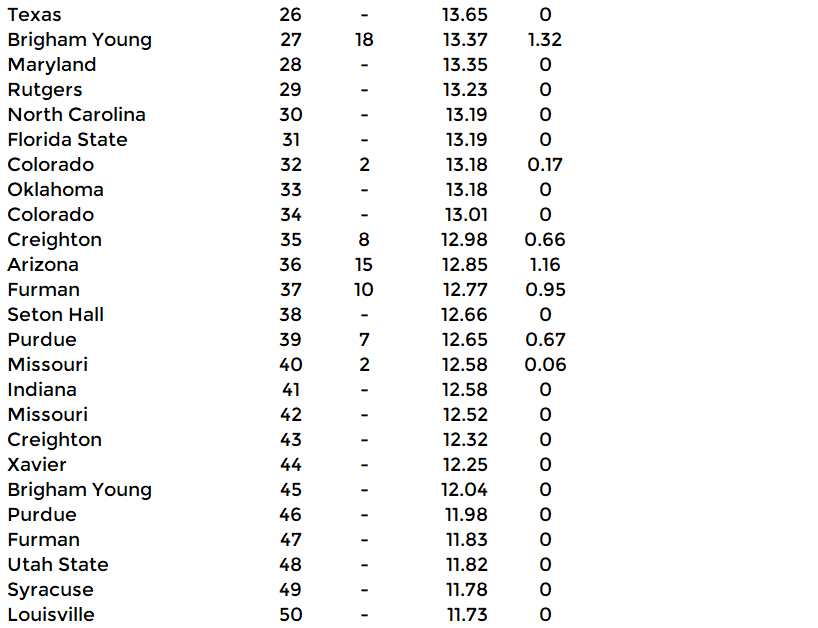 Texas 26 - 13.65 0
Brigham Young 27 18 13.37 1.32
Maryland 28 - 13.35 0
Rutgers 29 - 13.23 0
North Carolina 30 - 13.19 0
Florida State 31 - 13.19 0
Colorado 32 2 13.18 0.17
Oklahoma 33 - 13.18 0
Colorado 34 - 13.01 0
Creighton 35 8 12.98 0.66
Arizona 36 15 12.85 1.16
Furman 37 10 12.77 0.95
Seton Hall 38 - 12.66 0
Purdue 39 7 12.65 0.67
Missouri 40 2 12.58 0.06
Indiana 41 - 12.58 0
Missouri 42 - 12.52 0
Creighton 43 - 12.32 0
Xavier 44 - 12.25 0
Brigham Young 45 - 12.04 0
Purdue 46 - 11.98 0
Furman 47 - 11.83 0
Utah State 48 - 11.82 0
Syracuse 49 - 11.78 0
Louisville 50 - 11.73 0